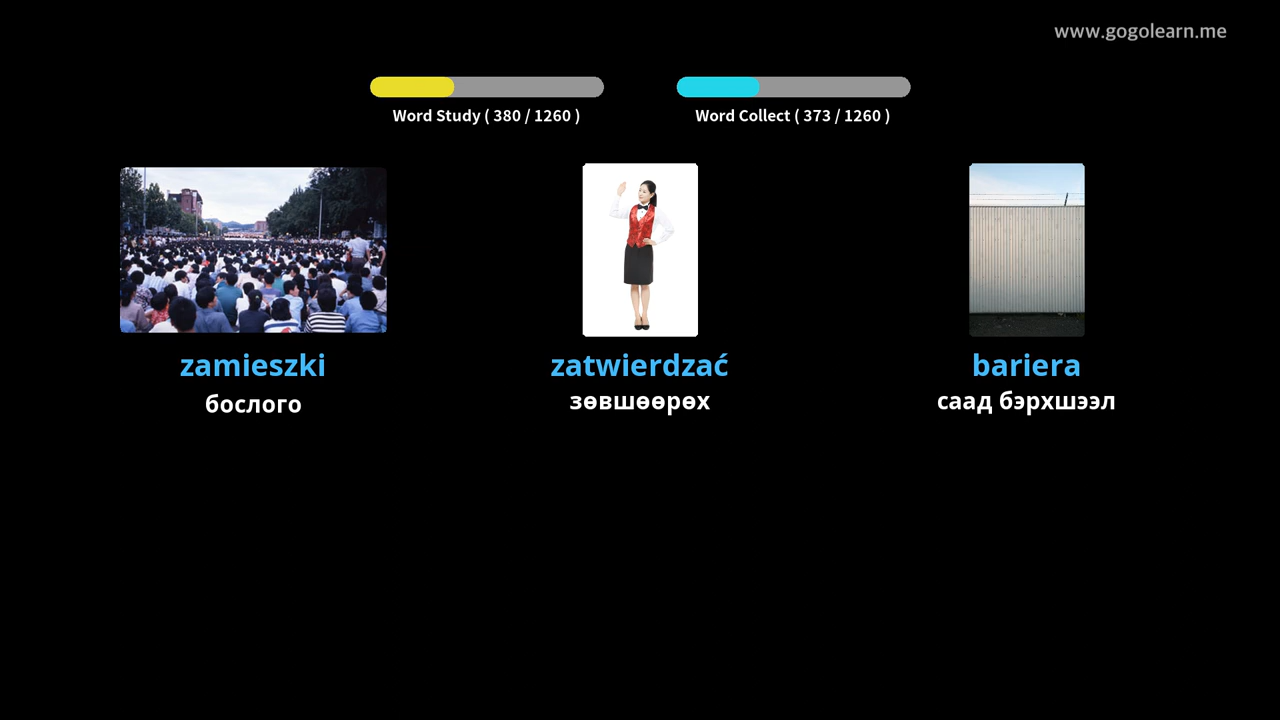 www.gogolearn.me
Word Study ( 380 / 1260 )
Word Collect ( 373 / 1260 )
zamieszki
zatwierdzać
bariera
бослого
зөвшөөрөх
саад бэрхшээл